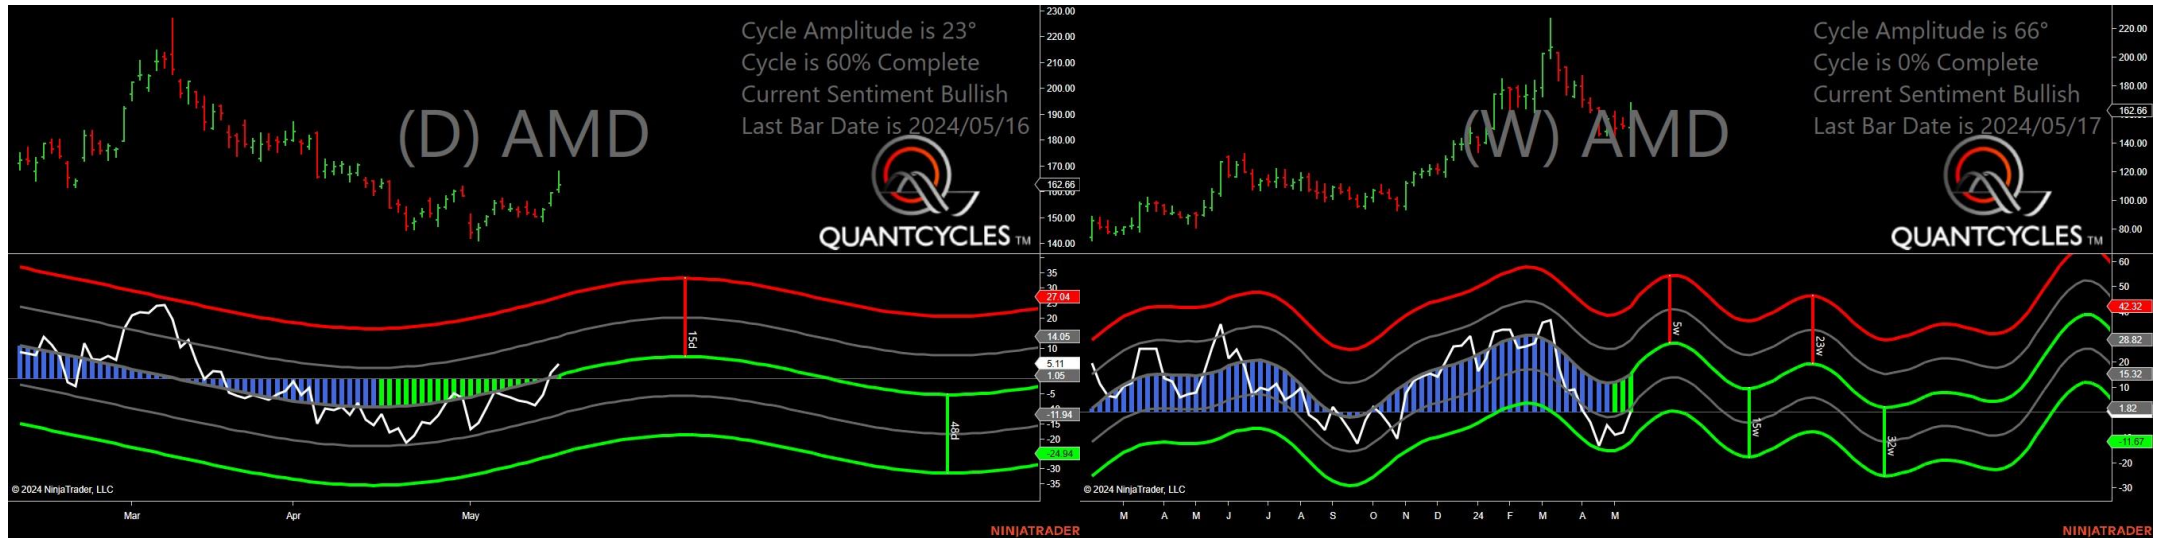 Cycle Amplitude is 23°
Cycle is 60% Complete
Current Sentiment Bullish
Last Bar Date is 2024/05/16
(D) AMD
QUANTCYCLES TM
230.00
220.00
210.00
200.00
190.00
180.00
170.00
162.66
160.00
150.00
140.00
35
30
27.04
20
14.05
10
5.11
1.05
-5
-11.94
-15
-20
-24.94
-30
-35
15d
48d
© 2024 NinjaTrader, LLC
Mar
Apr
May
NINJATRADER
Cycle Amplitude is 66°
Cycle is 0% Complete
Current Sentiment Bullish
Last Bar Date is 2024/05/17
(W) AMD
QUANTCYCLES TM
220.00
200.00
180.00
162.66
140.00
120.00
100.00
80.00
60
50
42.32
28.82
20
15.32
10
1.82
-11.67
-20
-30
5w
15w
23w
32w
© 2024 NinjaTrader, LLC
M A M J J A S O N D 24 F M A M
NINJATRADER